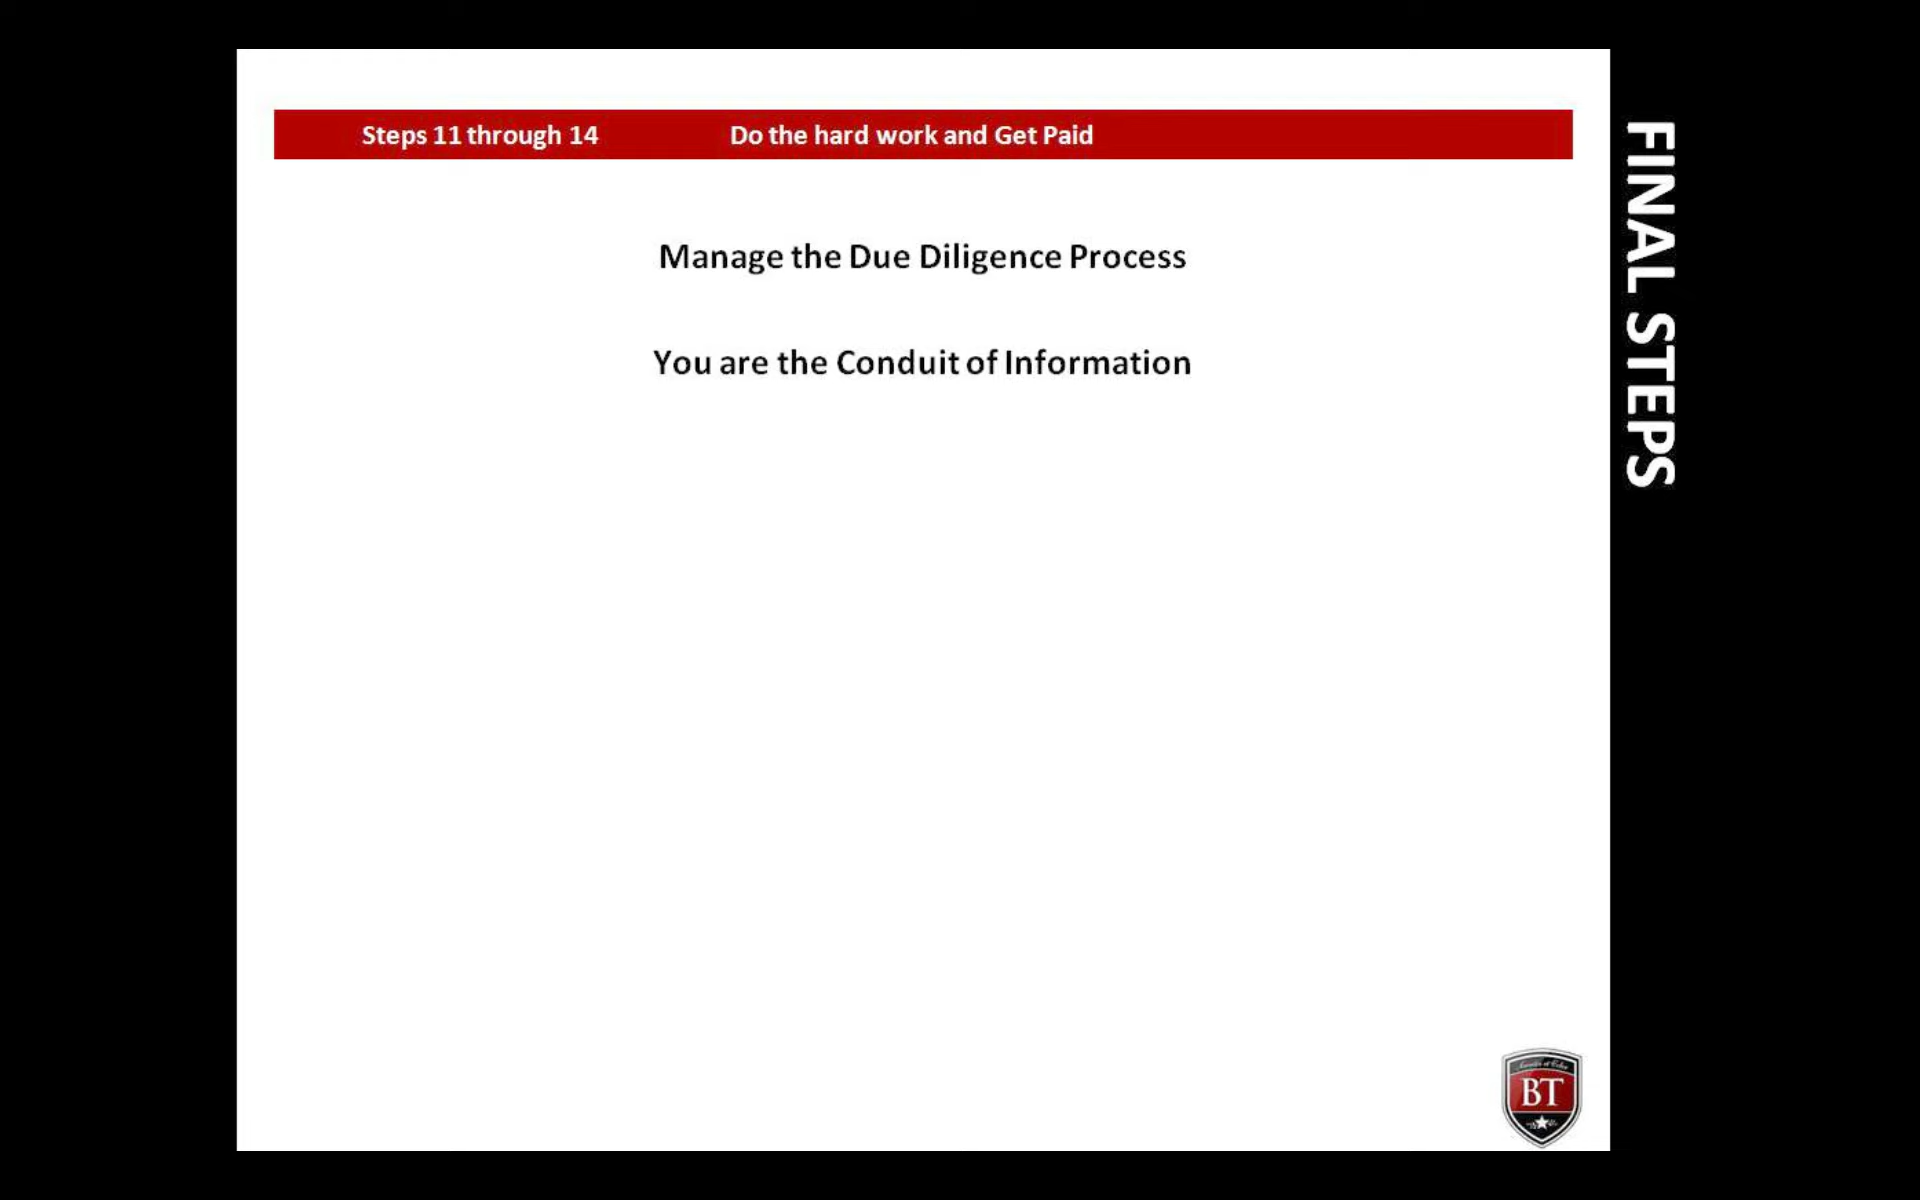 Steps 11 through 14 Do the hard work and Get Paid
Manage the Due Diligence Process
You are the Conduit of Information
FINAL STEPS
BT